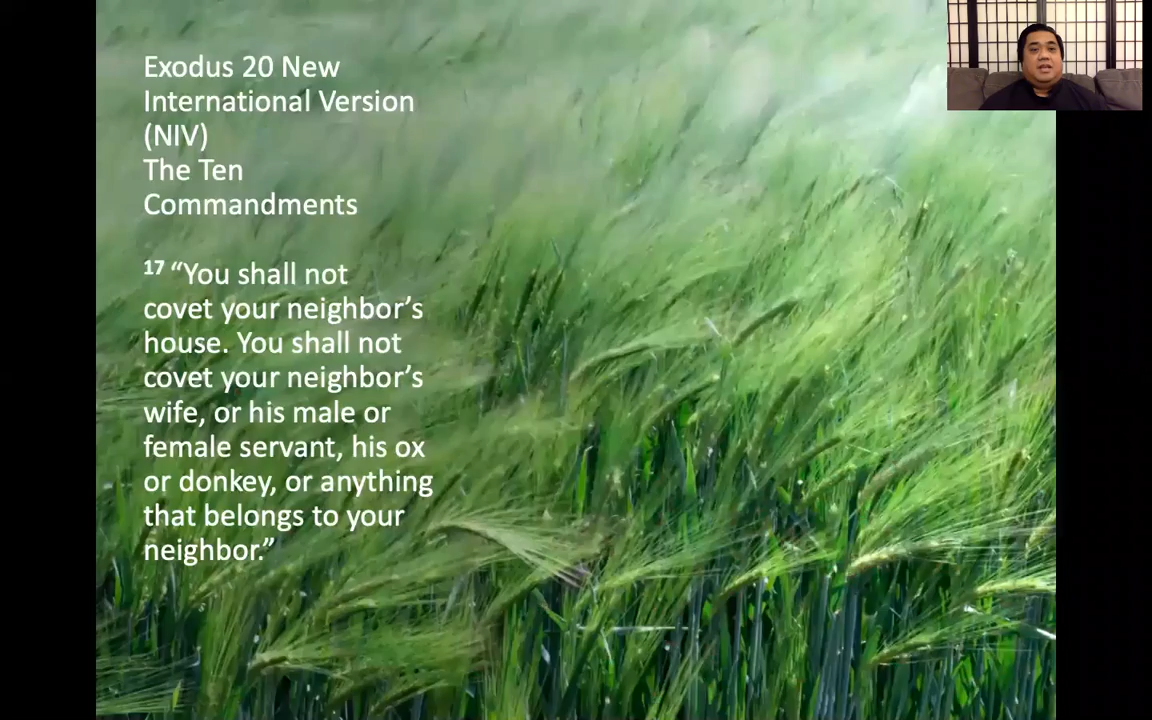 Exodus 20 New
International Version
(NIV)
The Ten
Commandments
17 “You shall not
covet your neighbor’s
house. You shall not
covet your neighbor’s
wife, or his male or
female servant, his ox
or donkey, or anything
that belongs to your
neighbor.”